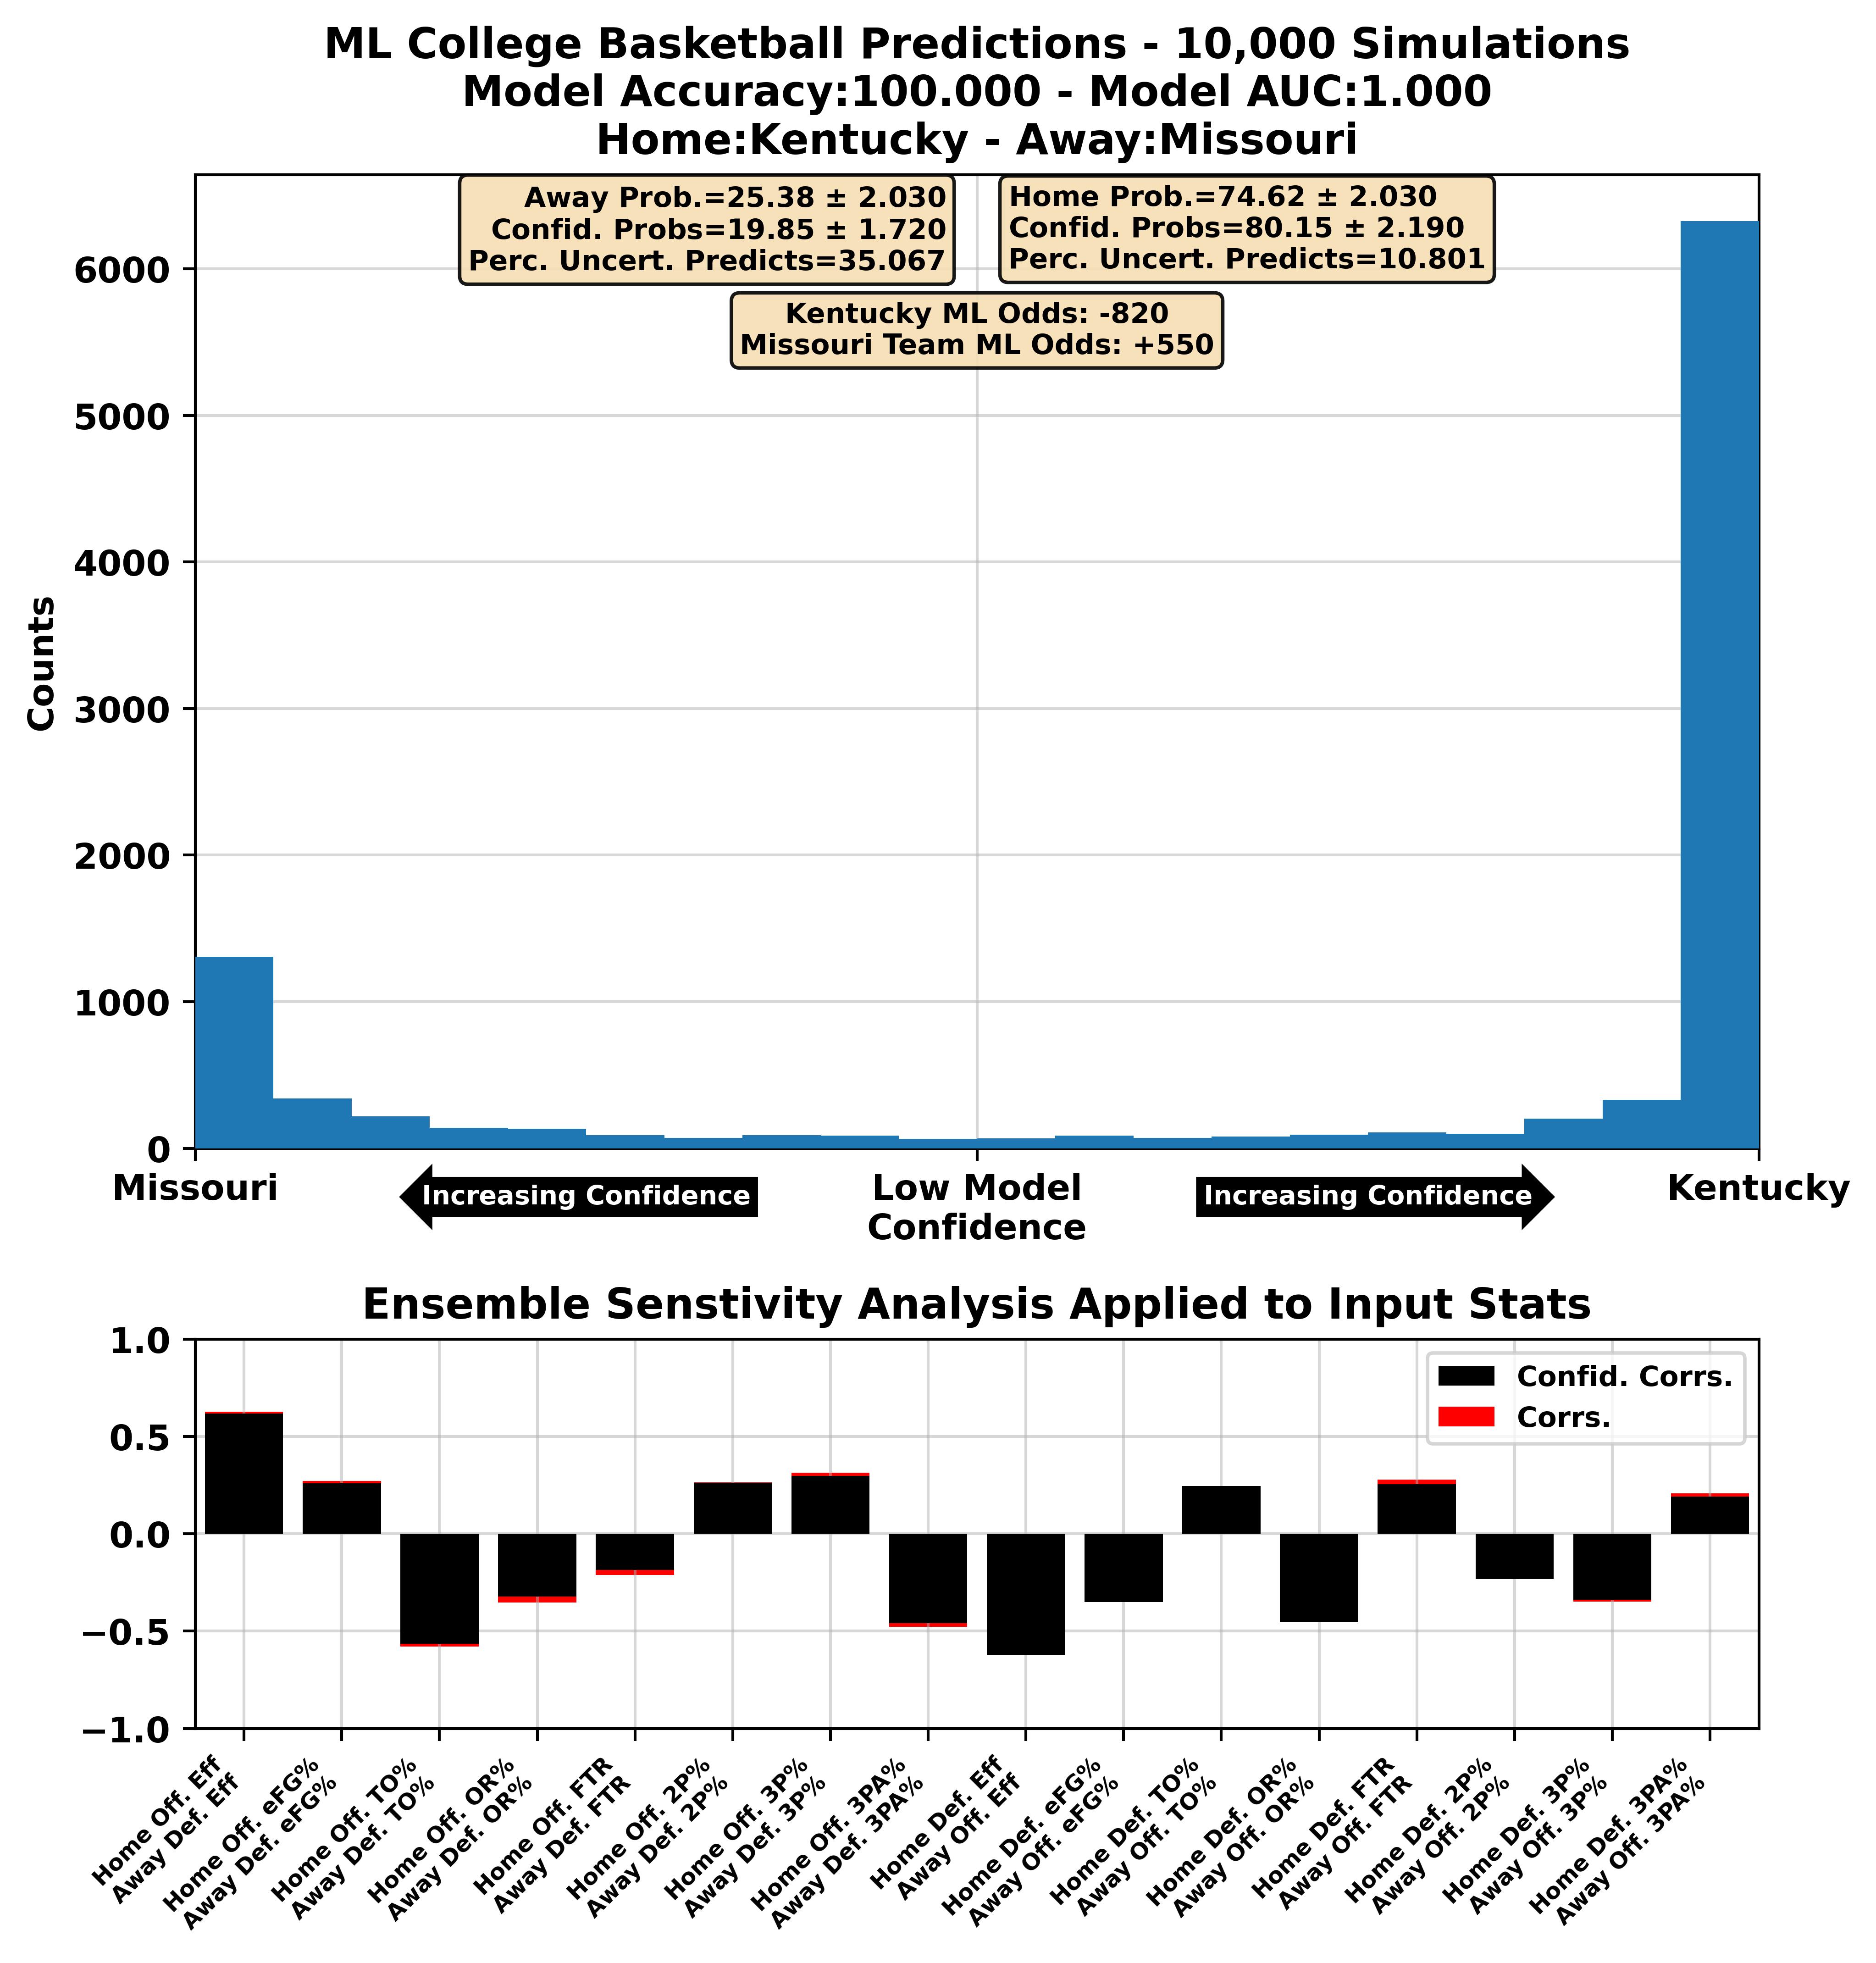 ML College Basketball Predictions - 10,000 Simulations
Model Accuracy:100.000 - Model AUC:1.000
Home:Kentucky - Away:Missouri
Away Prob.=25.38 ± 2.030
Confid. Probs=19.85 ± 1.720
Perc. Uncert. Predicts=35.067
Home Prob.=74.62 ± 2.030
Confid. Probs=80.15 ± 2.190
Perc. Uncert. Predicts=10.801
Kentucky ML Odds: -820
Missouri Team ML Odds: +550
Counts
6000
5000
4000
3000
2000
1000
0
Missouri
Increasing Confidence
Low Model
Confidence
Increasing Confidence
Kentucky
Ensemble Senstivity Analysis Applied to Input Stats
1.0
0.5
0.0
−0.5
−1.0
Confid. Corrs.
Corrs.
Home Off. Eff
Away Def. Eff
Home Off. eFG%
Away Def. eFG%
Home Off. TO%
Away Def. TO%
Home Off. OR%
Away Def. OR%
Home Off. FTR
Away Def. FTR
Home Off. 2P%
Away Def. 2P%
Home Off. 3P%
Away Def. 3P%
Home Off. 3PA%
Away Def. 3PA%
Home Def. Eff
Away Off. Eff
Home Def. eFG%
Away Off. eFG%
Home Def. TO%
Away Off. TO%
Home Def. OR%
Away Off. OR%
Home Def. FTR
Away Off. FTR
Home Def. 2P%
Away Off. 2P%
Home Def. 3P%
Away Off. 3P%
Home Def. 3PA%
Away Off. 3PA%